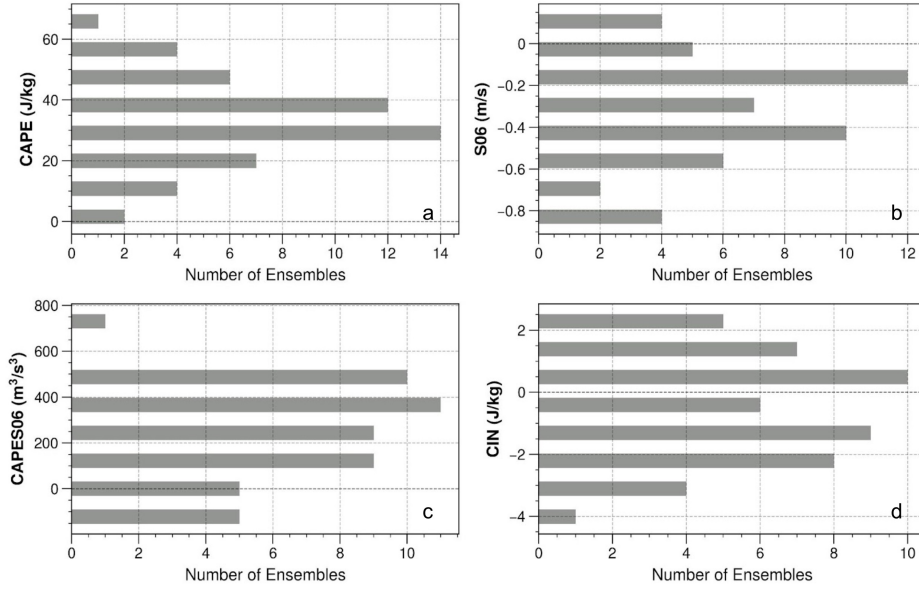 60
40
20
0
CAPE (J/kg)
a
0 2 4 6 8 10 12 14
Number of Ensembles
0
−0.2
−0.4
−0.6
−0.8
S06 (m/s)
b
0 2 4 6 8 10 12
Number of Ensembles
800
600
400
200
0
CAPES06 (m³/s³)
c
0 2 4 6 8 10
Number of Ensembles
2
0
−2
−4
CIN (J/kg)
d
0 2 4 6 8 10
Number of Ensembles